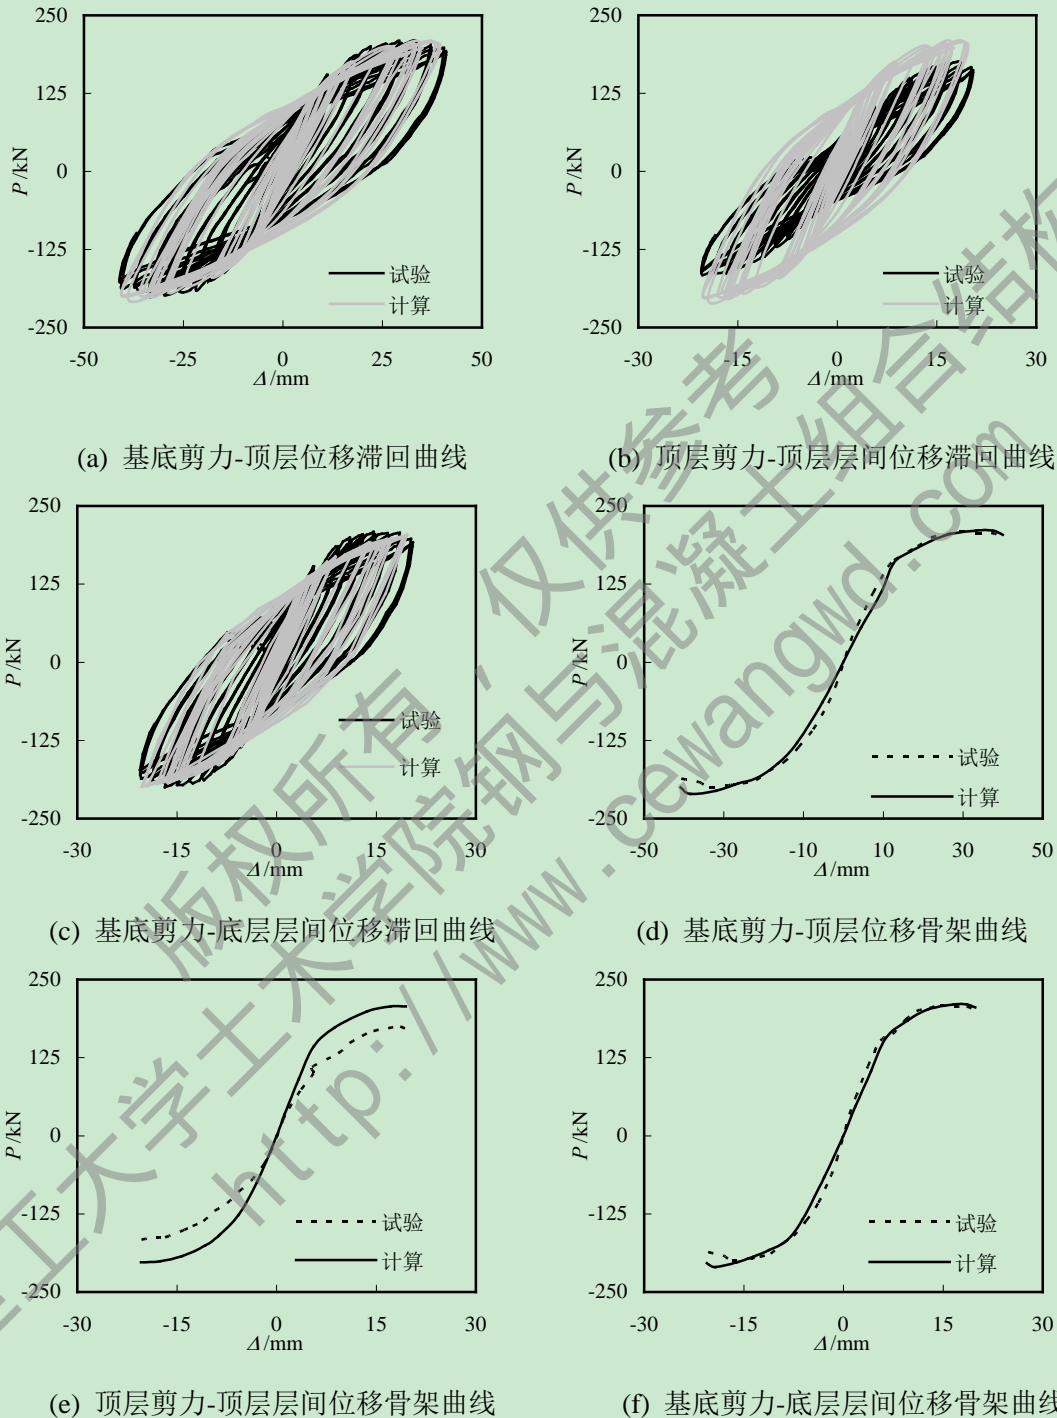 250
125
0
-125
-250
P/kN
-50
-25
0
25
50
Δ/mm
试验
计算
(a) 基底剪力-顶层位移滞回曲线
250
125
0
-125
-250
P/kN
-30
-15
0
15
30
Δ/mm
试验
计算
(b) 顶层剪力-顶层层间位移滞回曲线
250
125
0
-125
-250
P/kN
-30
-15
0
15
30
Δ/mm
试验
计算
(c) 基底剪力-底层层间位移滞回曲线
250
125
0
-125
-250
P/kN
-50
-30
-10
10
30
50
Δ/mm
试验
计算
(d) 基底剪力-顶层位移骨架曲线
250
125
0
-125
-250
P/kN
-30
-15
0
15
30
Δ/mm
试验
计算
(e) 顶层剪力-顶层层间位移骨架曲线
250
125
0
-125
-250
P/kN
-30
-15
0
15
30
Δ/mm
试验
计算
(f) 基底剪力-底层层间位移骨架曲线
版权所有，仅供参考
工大学土木学院钢与混凝土组合结构
http://www.cewangwd.com